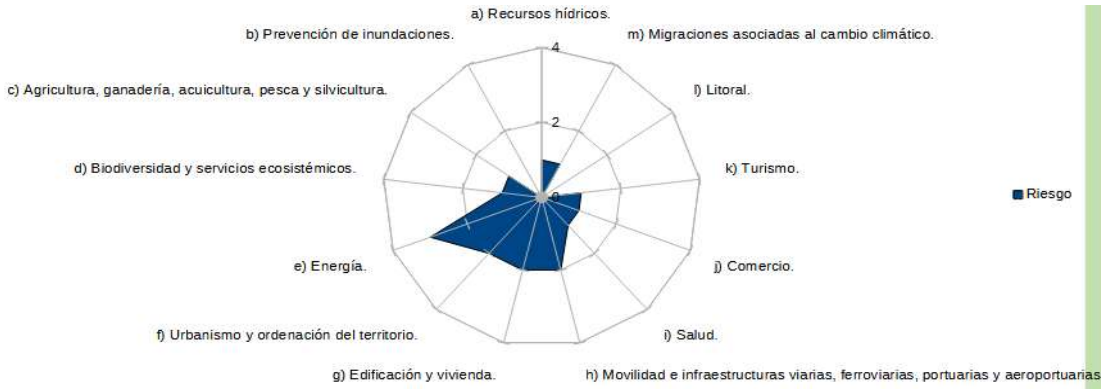 a) Recursos hídricos.
b) Prevención de inundaciones.
m) Migraciones asociadas al cambio climático.
4
c) Agricultura, ganadería, acuicultura, pesca y silvicultura.
l) Litoral.
2
d) Biodiversidad y servicios ecosistémicos.
k) Turismo.
0
Riesgo
e) Energía.
j) Comercio.
f) Urbanismo y ordenación del territorio.
i) Salud.
g) Edificación y vivienda.
h) Movilidad e infraestructuras viarias, ferroviarias, portuarias y aeroportuarias